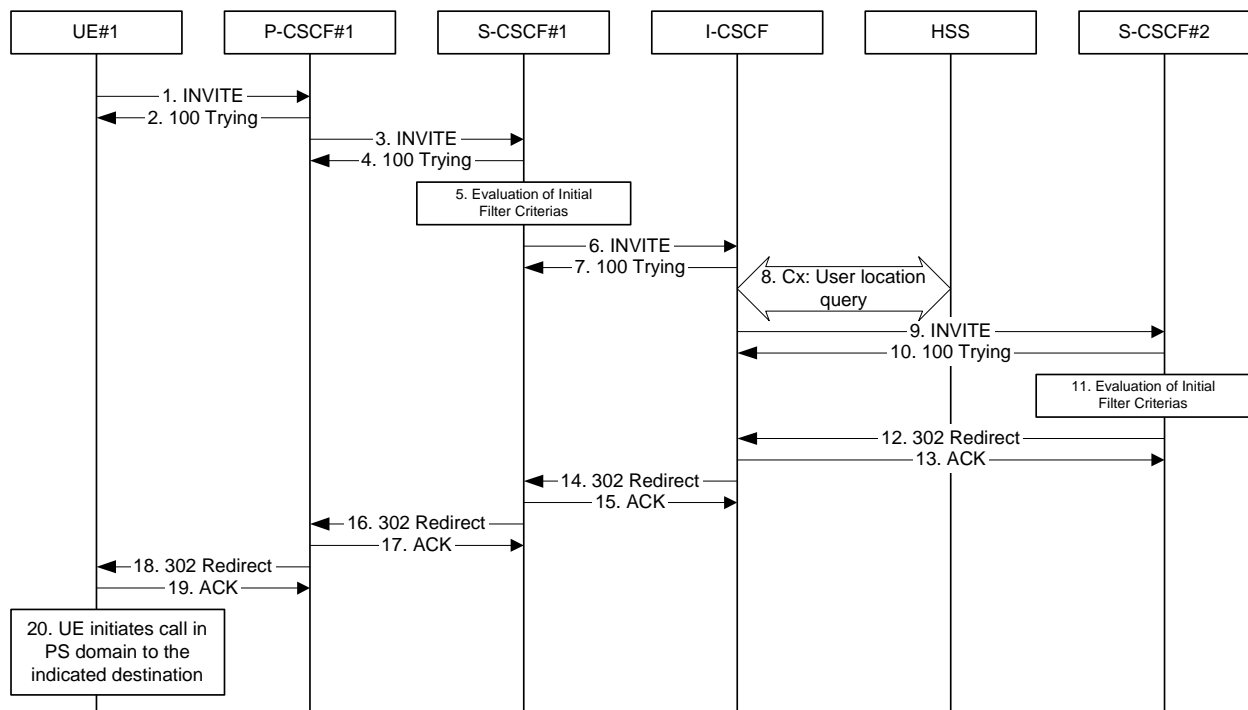 UE#1
P-CSCF#1
S-CSCF#1
I-CSCF
HSS
S-CSCF#2
1. INVITE
2. 100 Trying
3. INVITE
4. 100 Trying
5. Evaluation of Initial
Filter Criterias
6. INVITE
7. 100 Trying
8. Cx: User location
query
9. INVITE
10. 100 Trying
11. Evaluation of Initial
Filter Criterias
12. 302 Redirect
13. ACK
14. 302 Redirect
15. ACK
16. 302 Redirect
17. ACK
18. 302 Redirect
19. ACK
20. UE initiates call in
PS domain to the
indicated destination